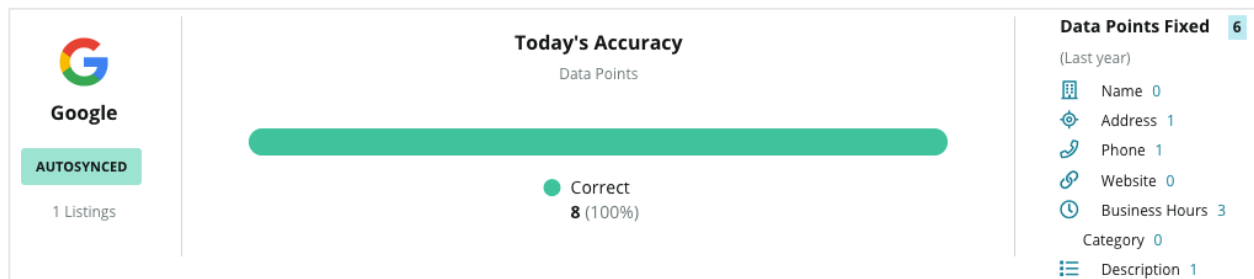 Google
AUTOSYNCED
1 Listings
Today's Accuracy
Data Points
Correct
8 (100%)
Data Points Fixed 6
(Last year)
Name 0
Address 1
Phone 1
Website 0
Business Hours 3
Category 0
Description 1